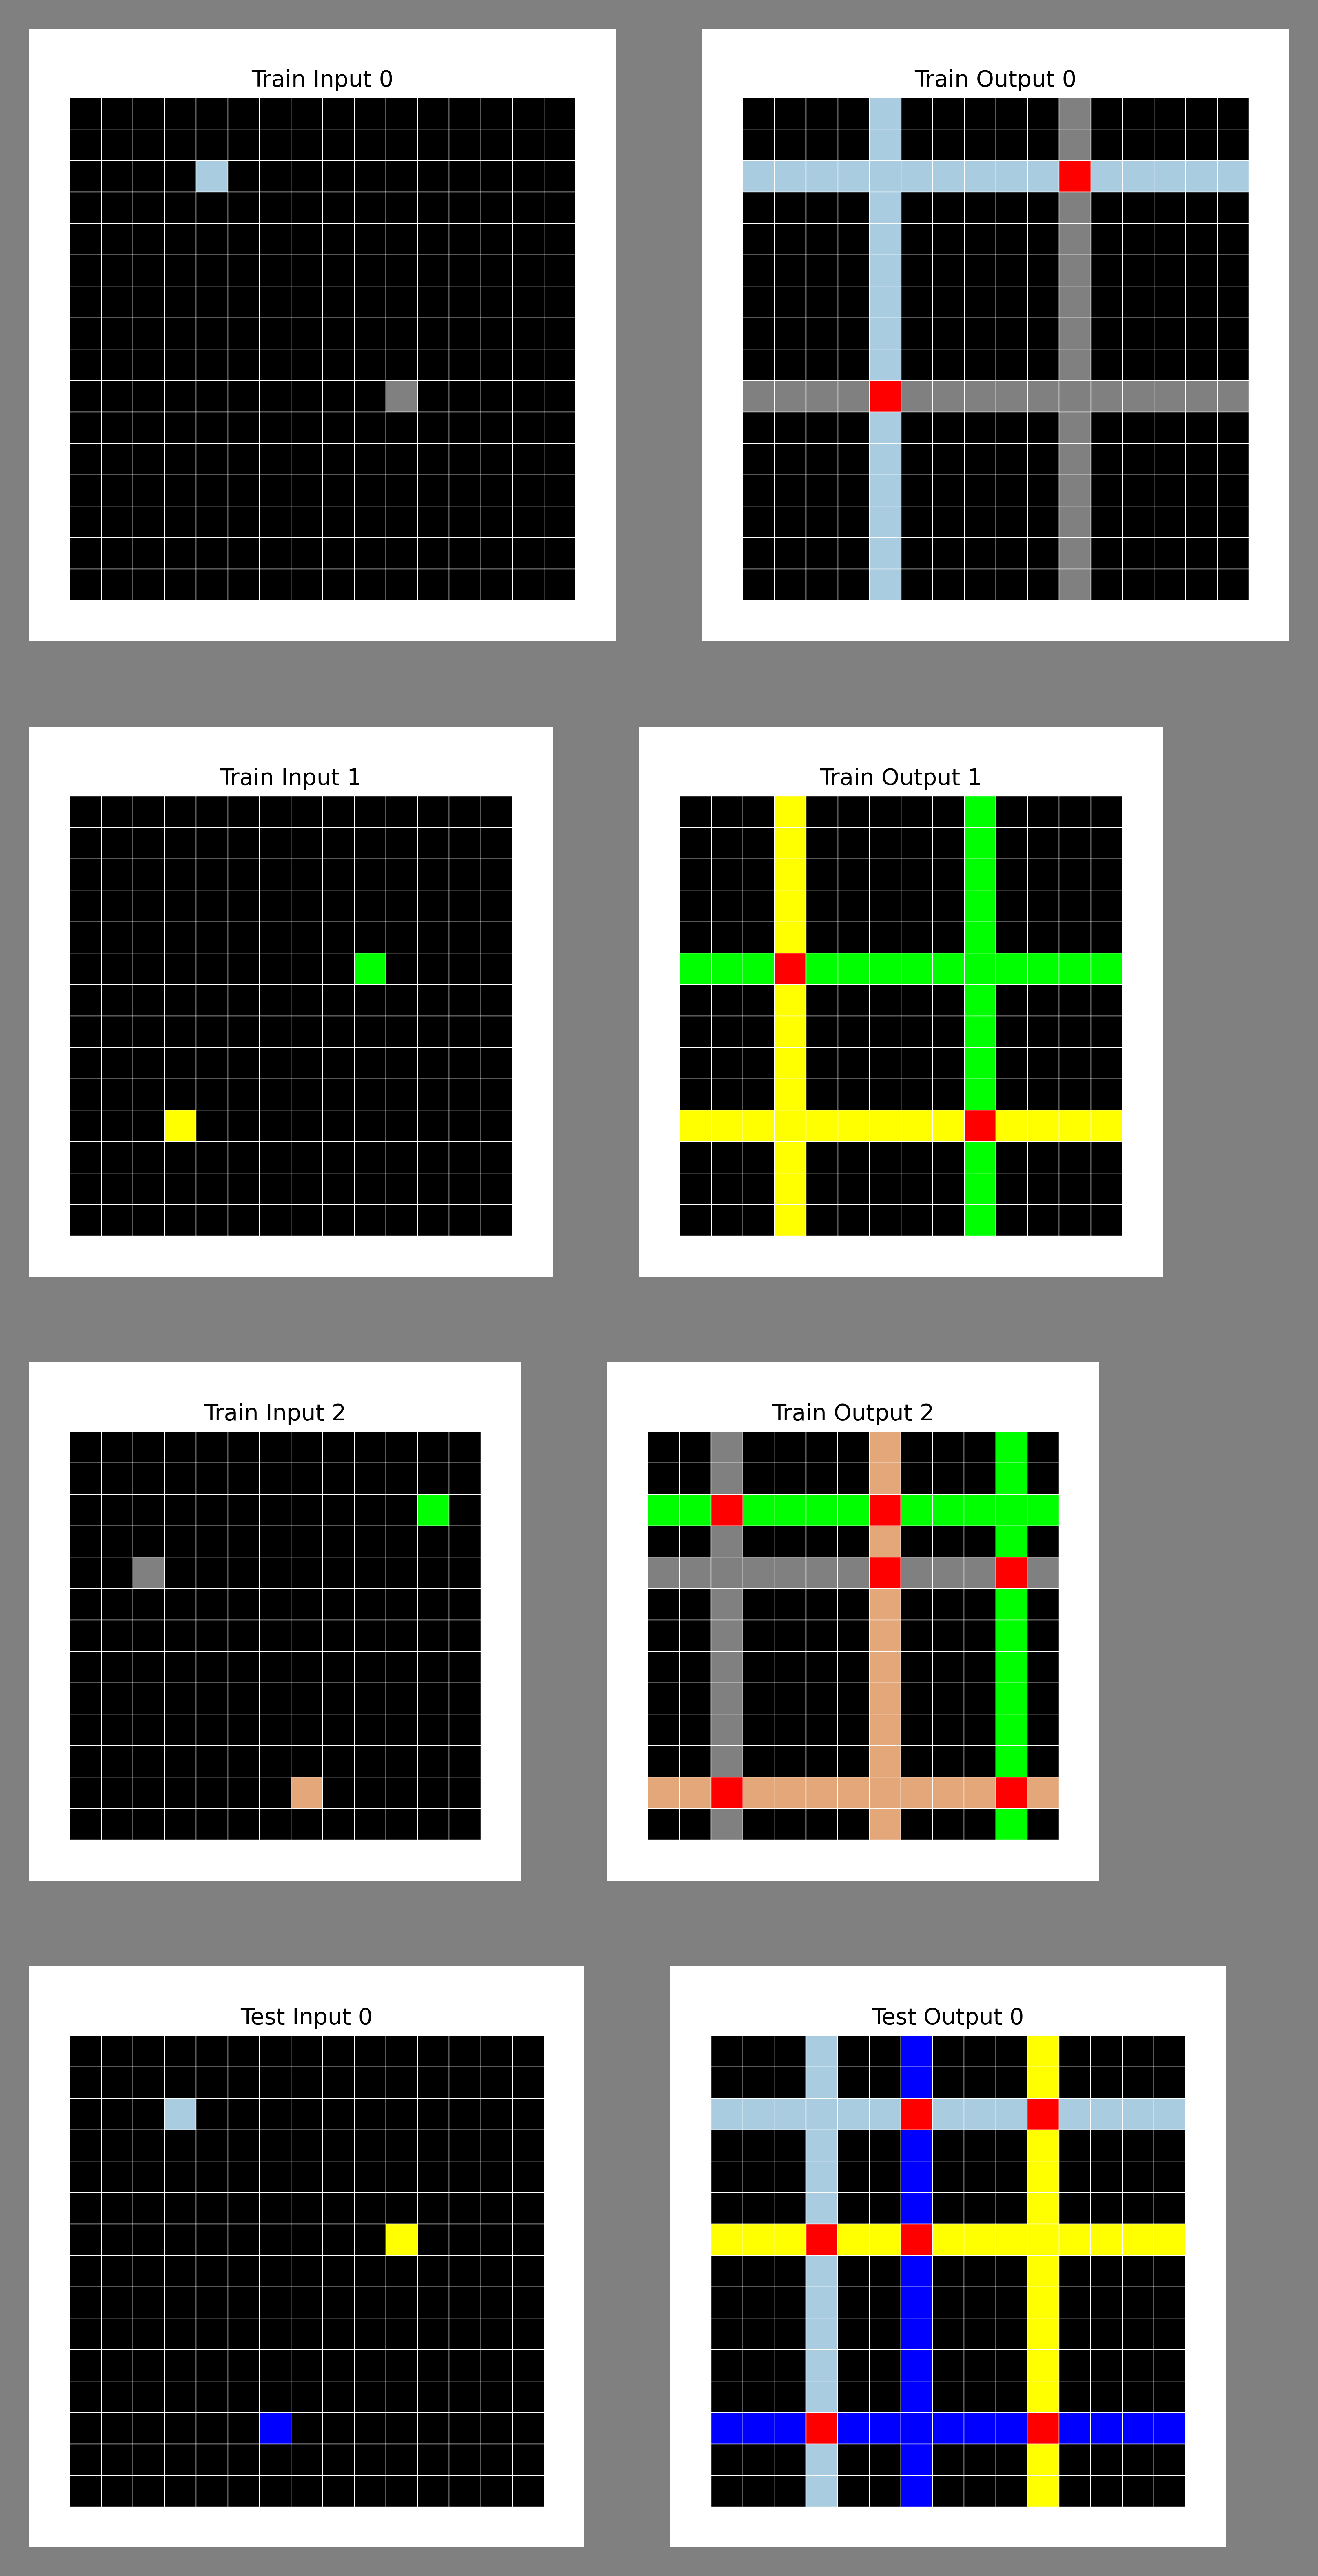 Train Input 0
Train Output 0
Train Input 1
Train Output 1
Train Input 2
Train Output 2
Test Input 0
Test Output 0